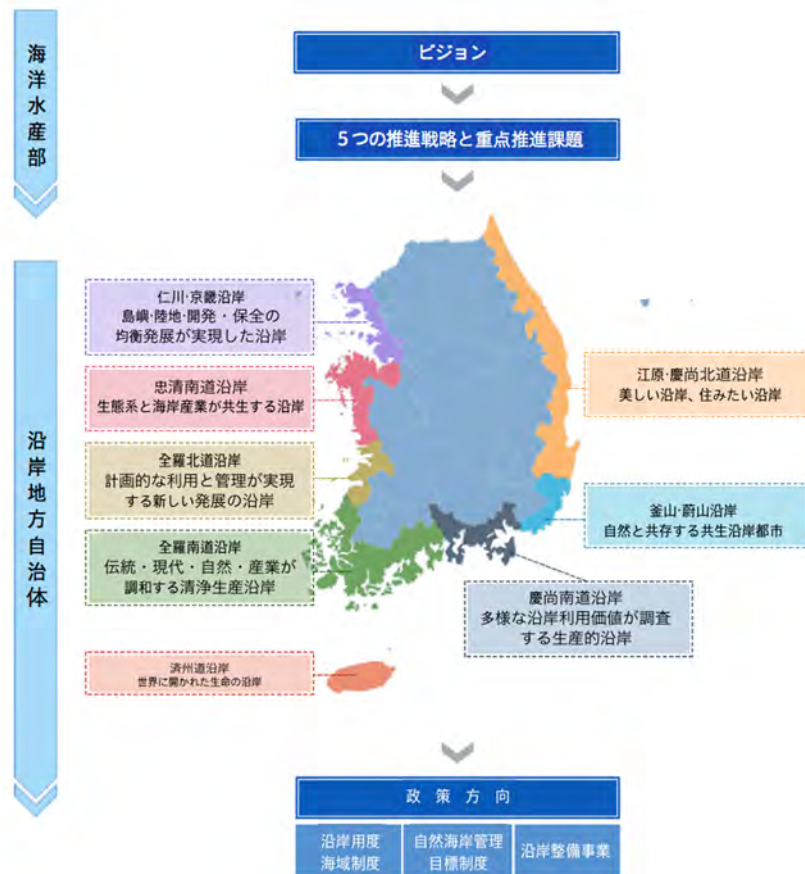 海洋水産部
ビジョン
5つの推進戦略と重点推進課題
沿岸地方自治体
仁川·京畿沿岸
島嶼·陸地·開発・保全の
均衡発展が実現した沿岸
忠清南道沿岸
生態系と海岸産業が共生する沿岸
全羅北道沿岸
計画的な利用と管理が実現
する新しい発展の沿岸
全羅南道沿岸
伝統・現代・自然・産業が
調和する清浄生産沿岸
済州道沿岸
世界に開かれた生命の沿岸
江原·慶尚北道沿岸
美しい沿岸、住みたい沿岸
釜山·蔚山沿岸
自然と共存する共生沿岸都市
慶尚南道沿岸
多様な沿岸利用価値が調査
する生産的沿岸
政策方向
沿岸用度
海域制度
自然海岸管理
目標制度
沿岸整備事業